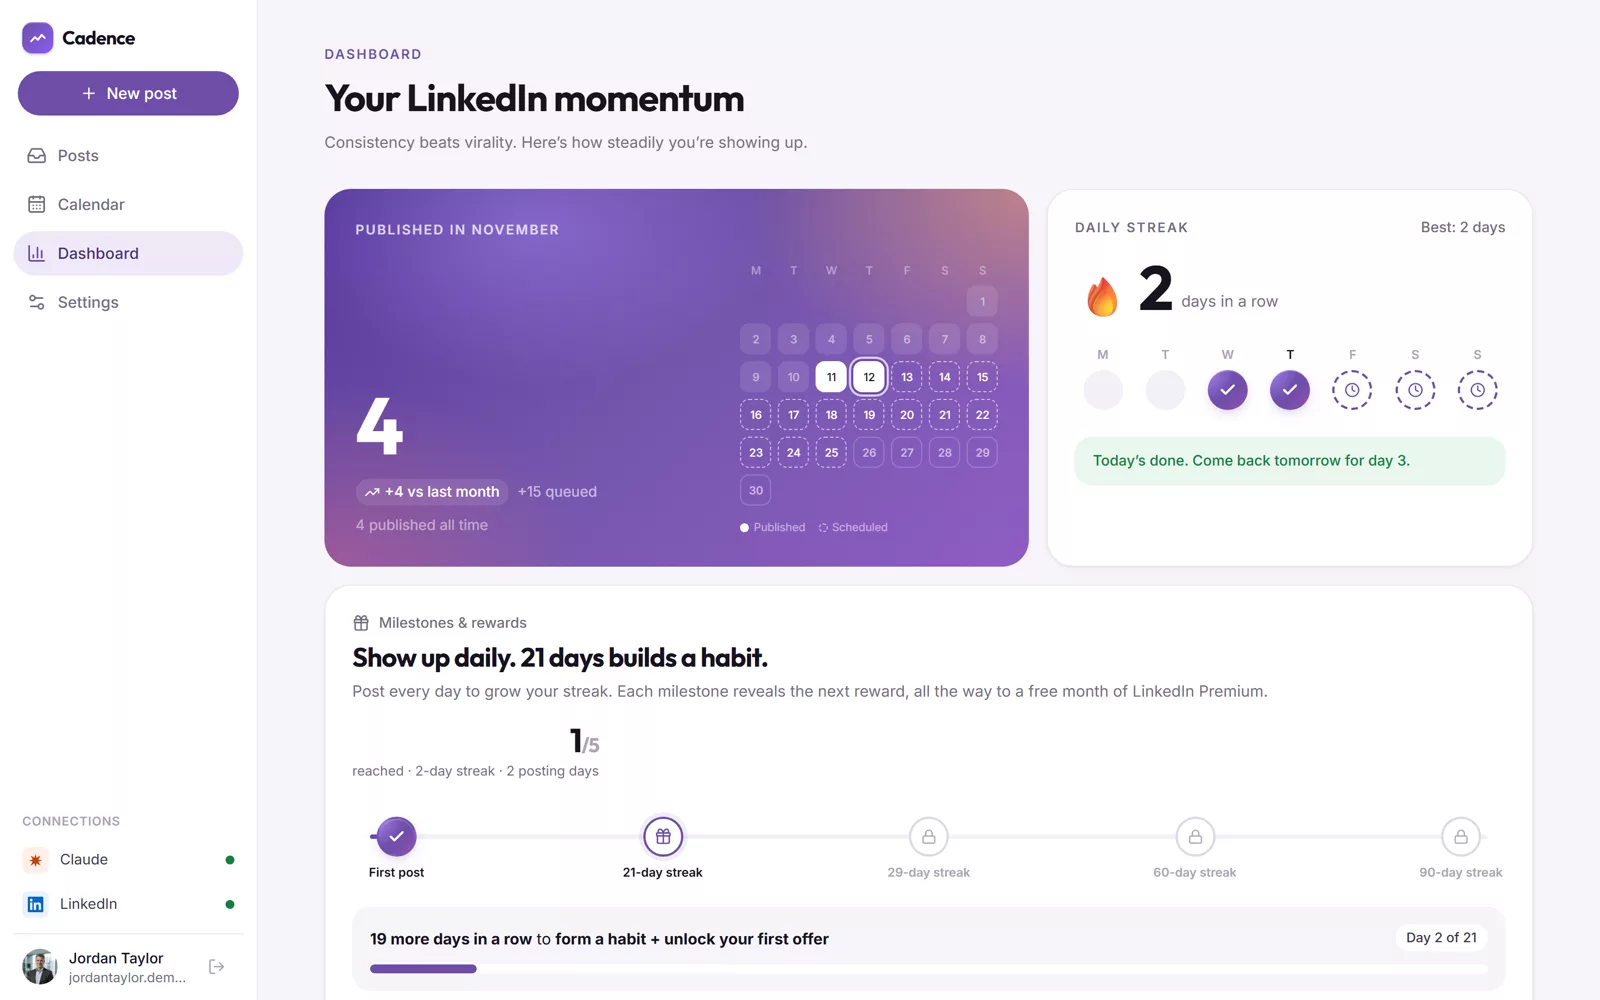 Cadence
New post
Posts
Calendar
Dashboard
Settings
CONNECTIONS
Claude
LinkedIn
Jordan Taylor
jordantaylor.dem...
DASHBOARD
Your LinkedIn momentum
Consistency beats virality. Here's how steadily you're showing up.
PUBLISHED IN NOVEMBER
4
+4 vs last month +15 queued
4 published all time
M T W T F S S
1
2 3 4 5 6 7 8
9 10 11 12 13 14 15
16 17 18 19 20 21 22
23 24 25 26 27 28 29
30
Published Scheduled
DAILY STREAK Best: 2 days
2 days in a row
M T W T F S S
Today's done. Come back tomorrow for day 3.
Milestones & rewards
Show up daily. 21 days builds a habit.
Post every day to grow your streak. Each milestone reveals the next reward, all the way to a free month of LinkedIn Premium.
1/5
reached · 2-day streak · 2 posting days
First post 21-day streak 29-day streak 60-day streak 90-day streak
19 more days in a row to form a habit + unlock your first offer Day 2 of 21